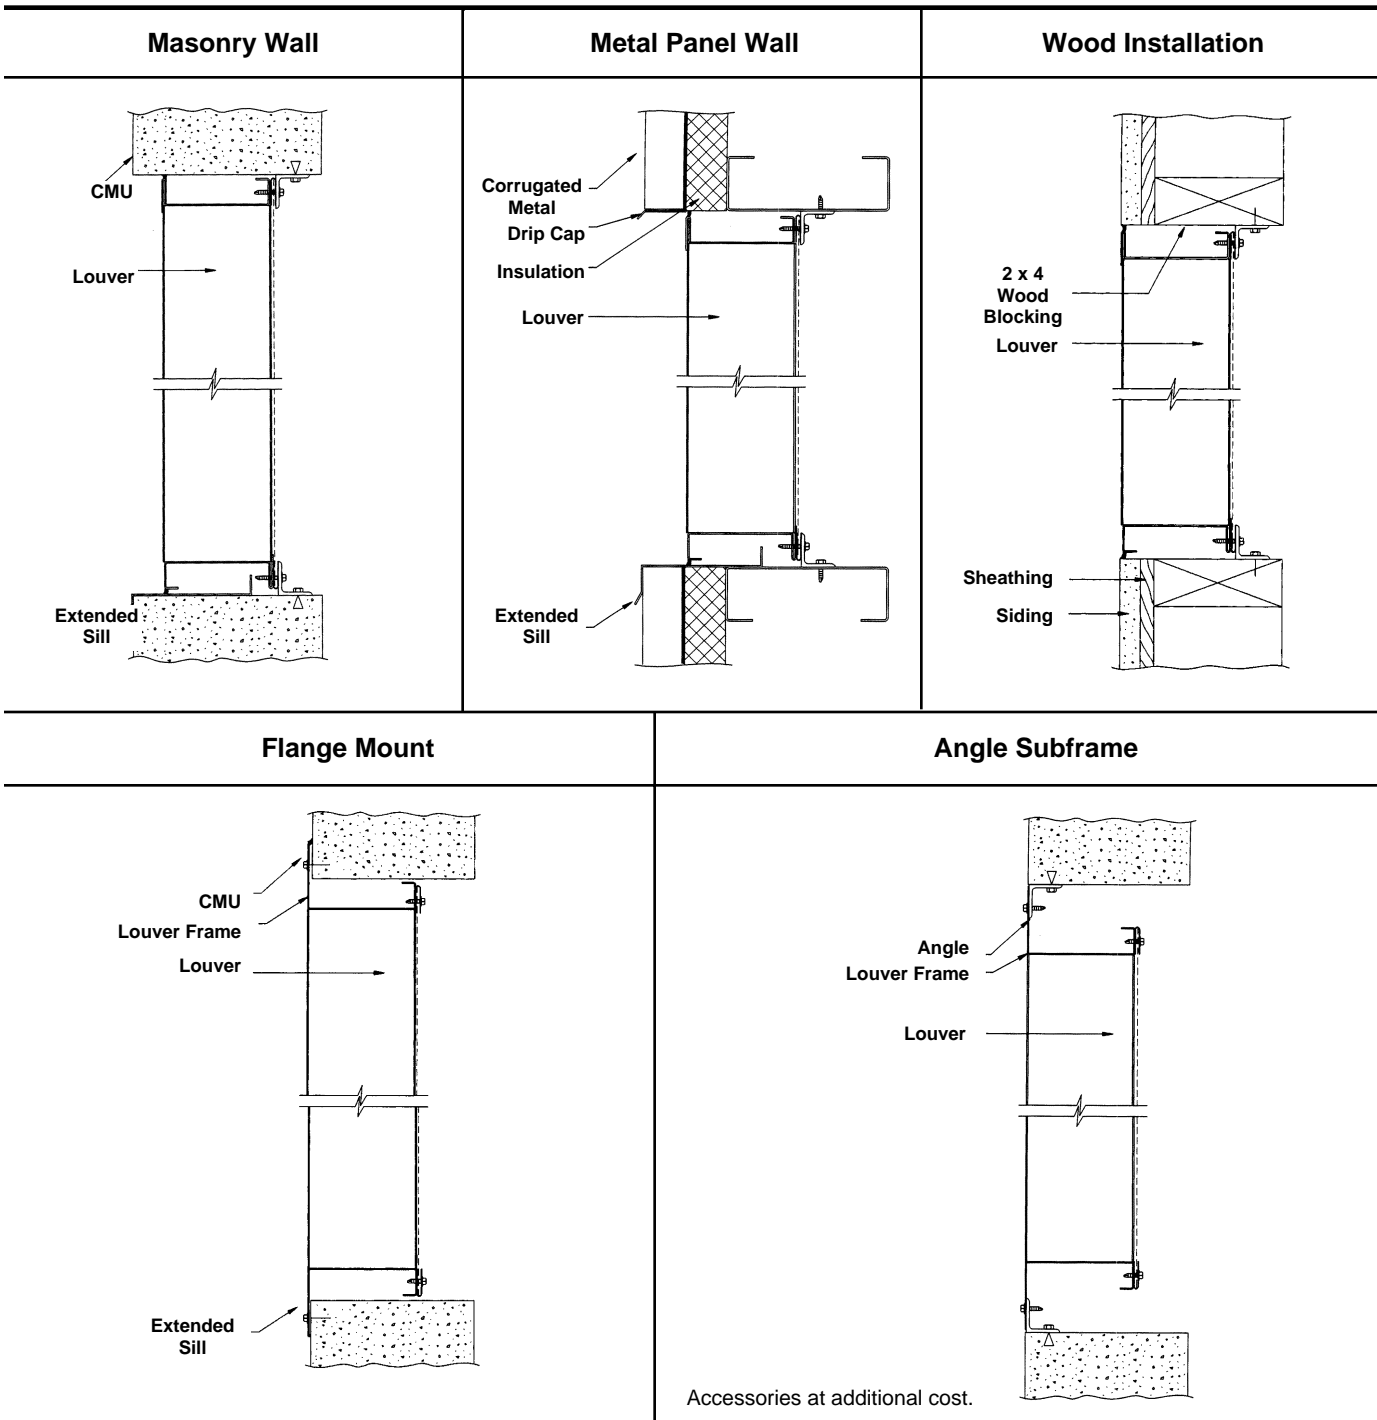 Masonry Wall
Metal Panel Wall
Wood Installation
CMU
Louver
Extended
Sill
Corrugated
Metal
Drip Cap
Insulation
Louver
Extended
Sill
2 x 4
Wood
Blocking
Louver
Sheathing
Siding
Flange Mount
Angle Subframe
CMU
Louver Frame
Louver
Extended
Sill
Angle
Louver Frame
Louver
Accessories at additional cost.